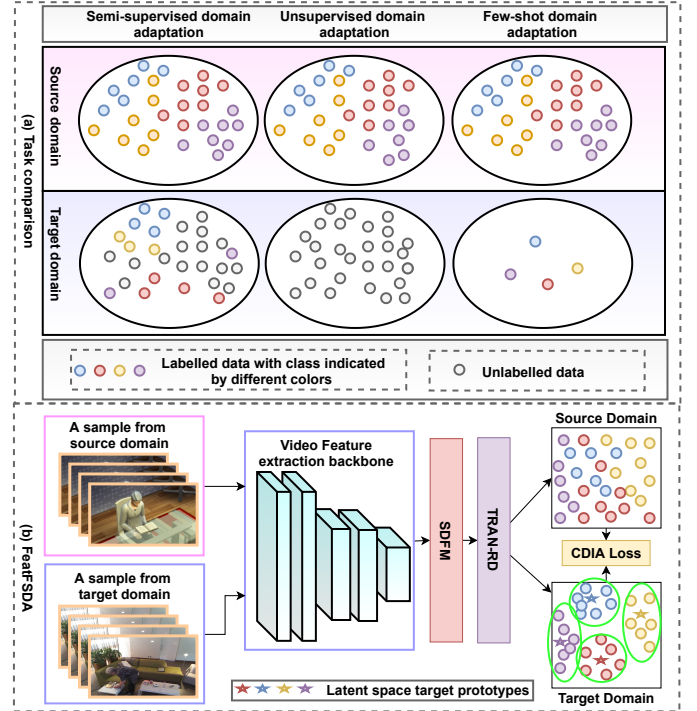 Semi-supervised domain
adaptation
Unsupervised domain
adaptation
Few-shot domain
adaptation
(a) Task comparison
Source domain
Target domain
Labelled data with class indicated
by different colors
Unlabelled data
(b) FeatFSDA
A sample from
source domain
A sample from
target domain
Video Feature
extraction backbone
SDFM
TRAN-RD
Source Domain
CDIA Loss
Target Domain
Latent space target prototypes